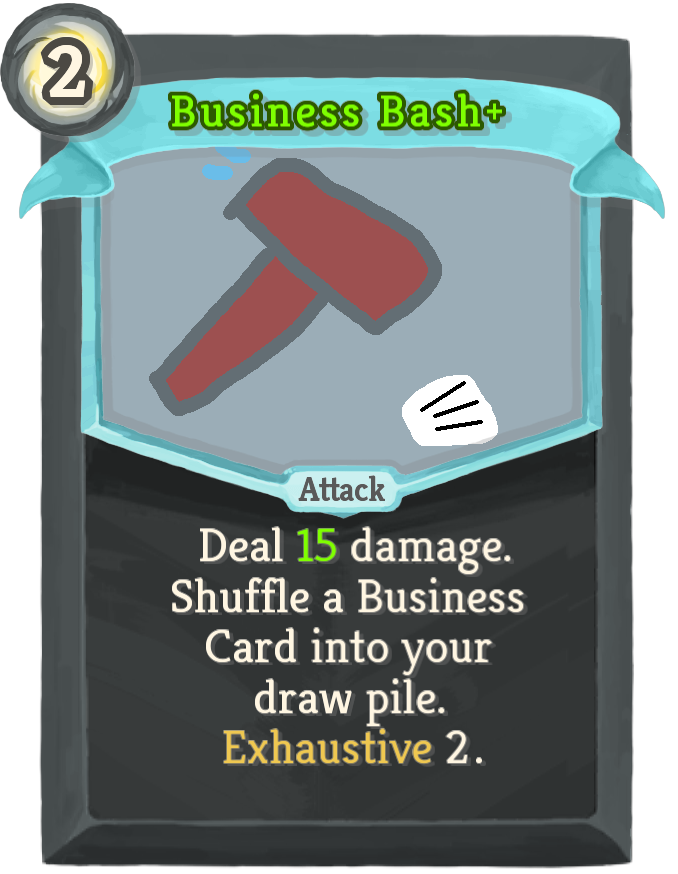 2
Business Bash+
Attack
Deal 15 damage.
Shuffle a Business
Card into your
draw pile.
Exhaustive 2.